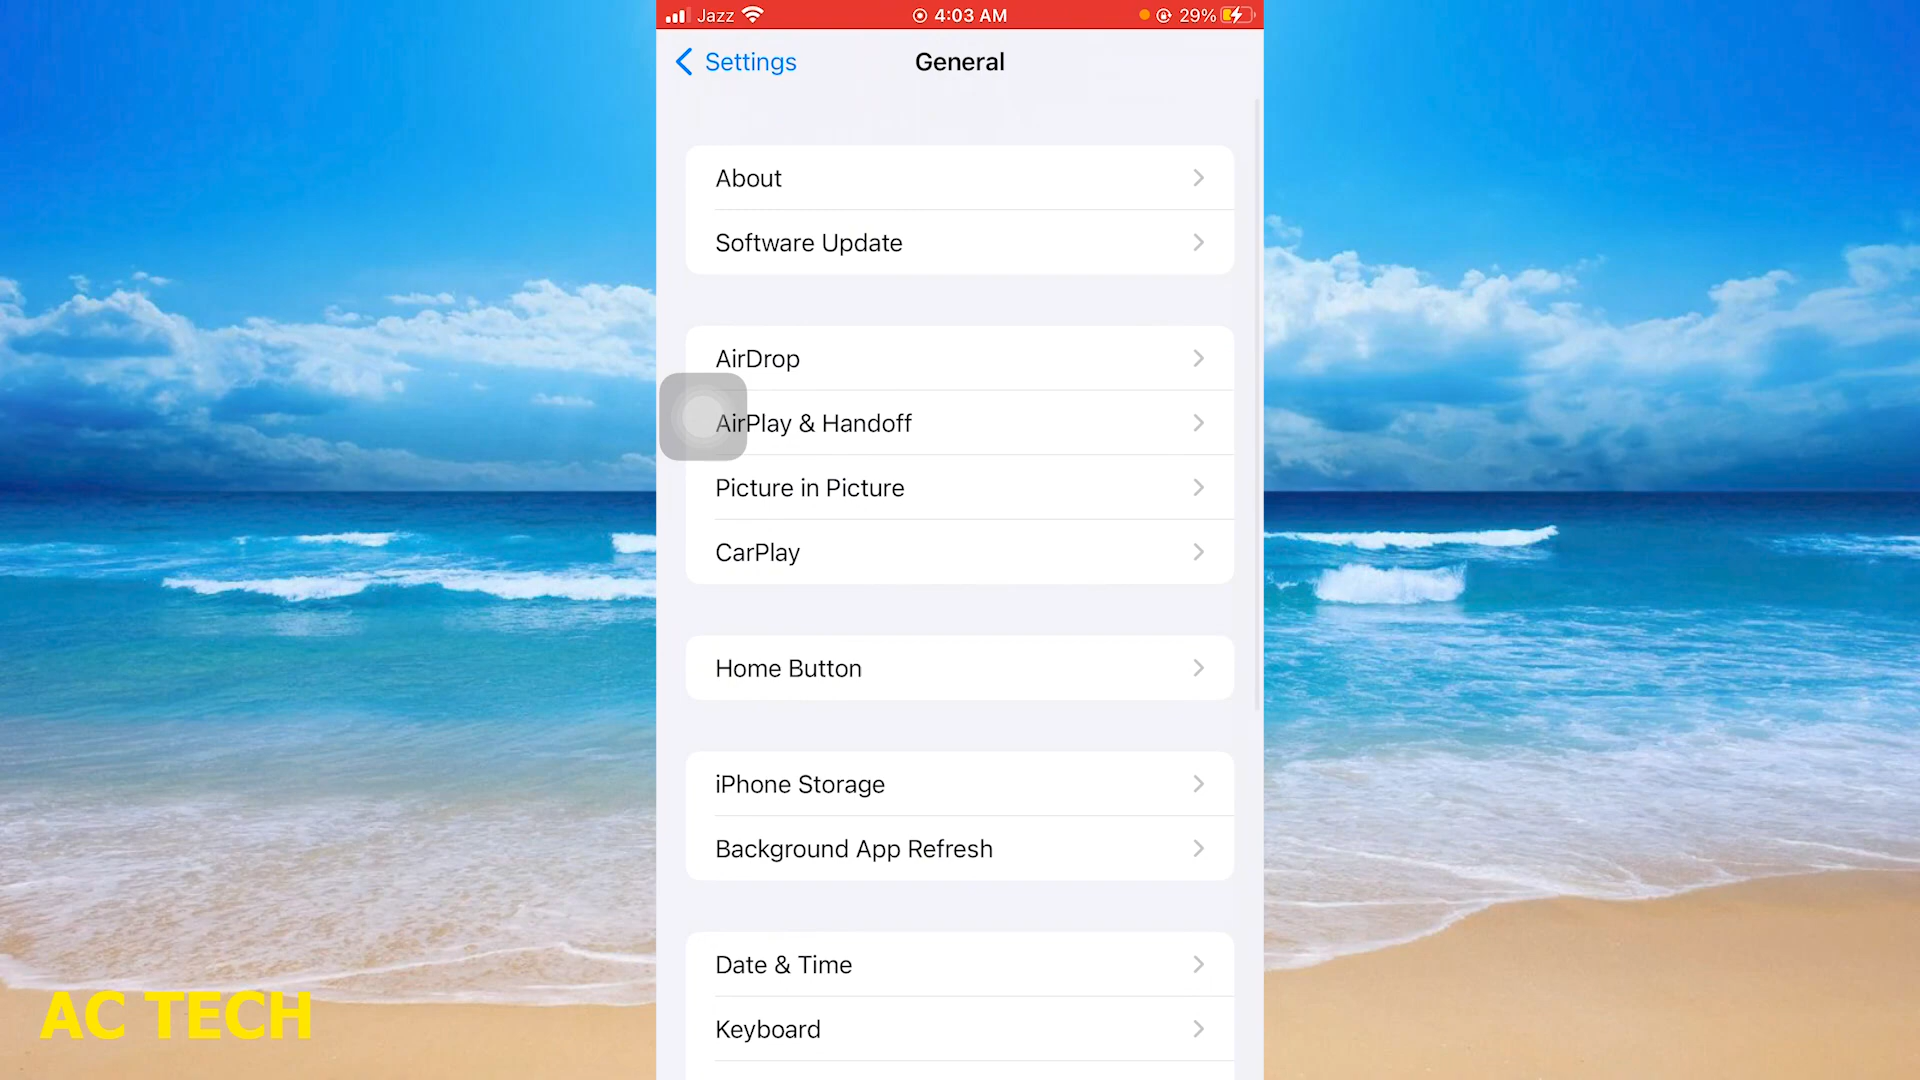 Jazz 4:03 AM 29%
Settings General
About
Software Update
AirDrop
AirPlay & Handoff
Picture in Picture
CarPlay
Home Button
iPhone Storage
Background App Refresh
Date & Time
Keyboard
AC TECH